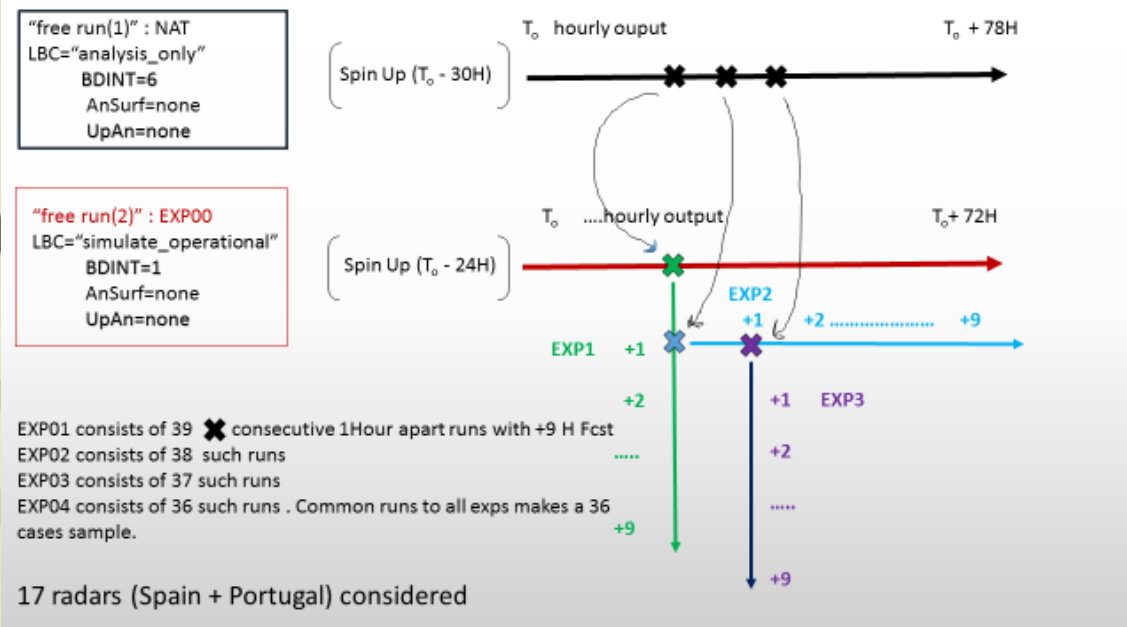 “free run(1)” : NAT
LBC=“analysis_only”
BDINT=6
AnSurf=none
UpAn=none
Spin Up (To - 30H)
To hourly ouput
To + 78H
“free run(2)” : EXP00
LBC=“simulate_operational”
BDINT=1
AnSurf=none
UpAn=none
Spin Up (To - 24H)
To ....hourly output
To+ 72H
EXP2
+1 +2 ...................... +9
EXP1 +1
+2
.....
+9
+1 EXP3
+2
.....
+9
EXP01 consists of 39 ✖ consecutive 1Hour apart runs with +9 H Fcst
EXP02 consists of 38 such runs
EXP03 consists of 37 such runs
EXP04 consists of 36 such runs . Common runs to all exps makes a 36
cases sample.
17 radars (Spain + Portugal) considered